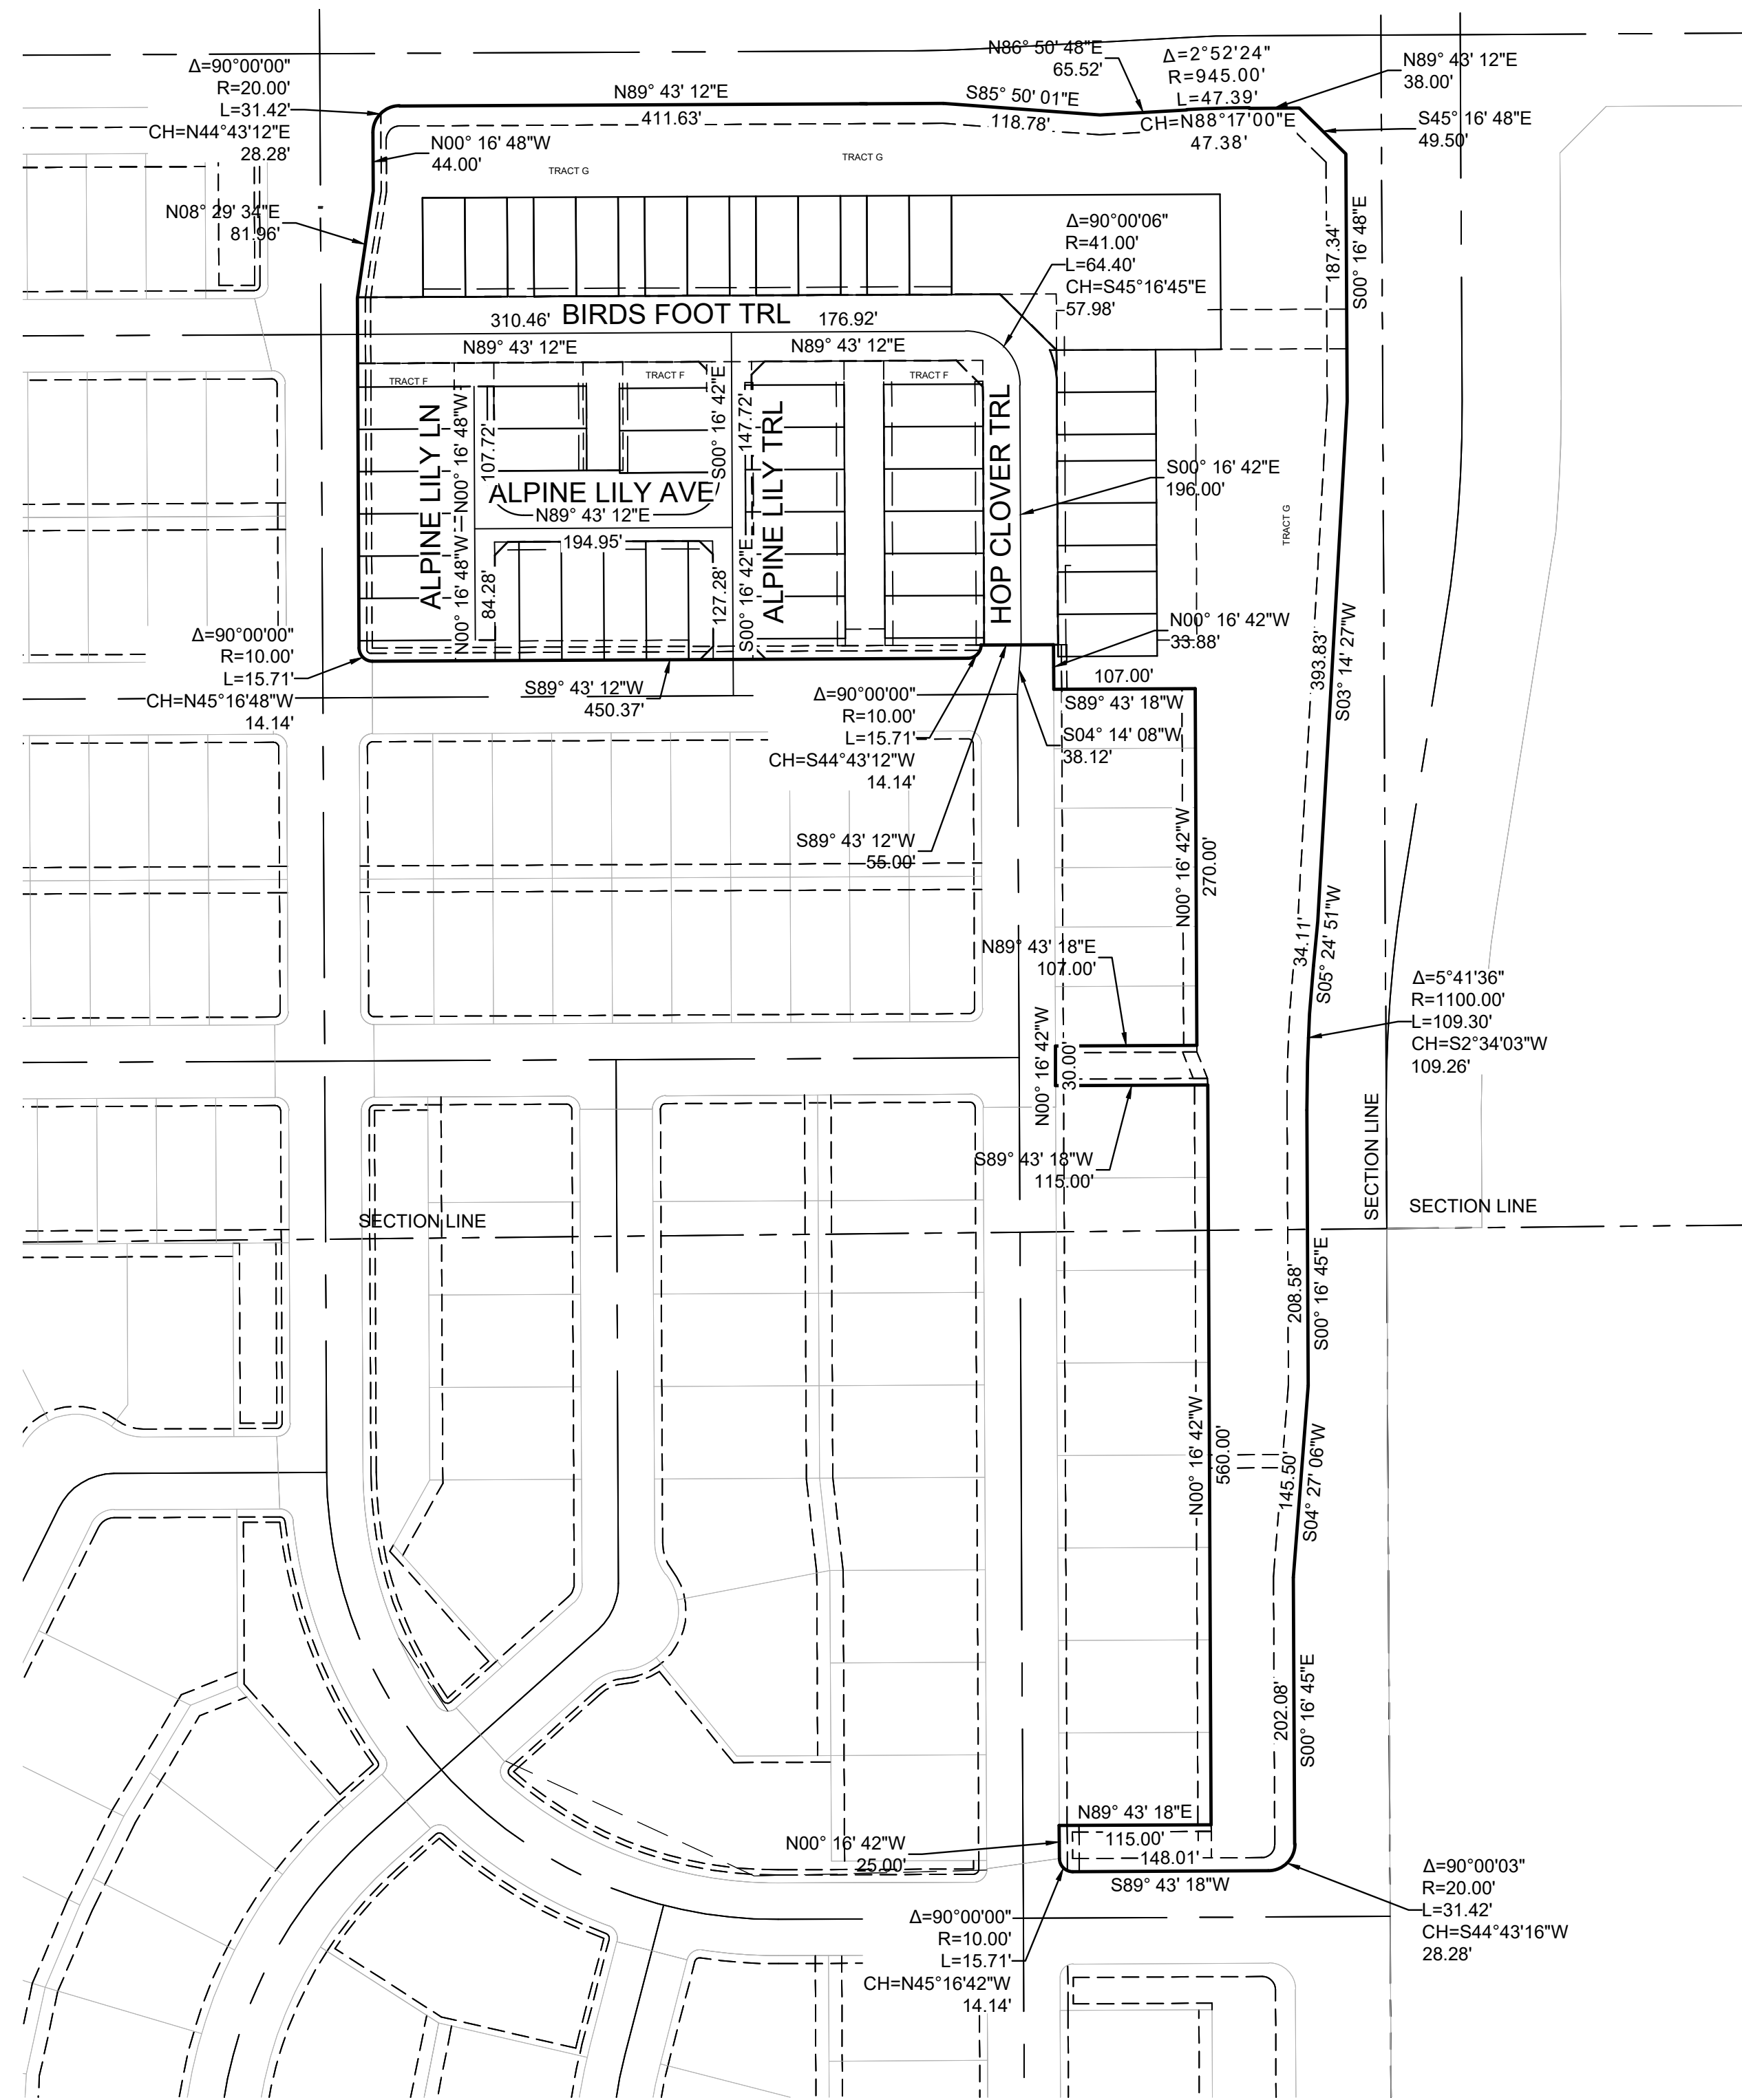 N86° 50' 48"E
65.52'
Δ=2°52'24"
R=945.00'
L=47.39'
CH=N88°17'00"E
47.38'
N89° 43' 12"E
38.00'
Δ=90°00'00"
R=20.00'
L=31.42'
CH=N44°43'12"E
28.28'
N89° 43' 12"E
411.63'
S85° 50' 01"E
118.78'
S45° 16' 48"E
49.50'
N00° 16' 48"W
44.00'
TRACT G
TRACT G
N08° 29' 34"E
81.96'
187.34'
S00° 16' 48"E
Δ=90°00'06"
R=41.00'
L=64.40'
CH=S45°16'45"E
57.98'
310.46'
BIRDS FOOT TRL
176.92'
N89° 43' 12"E
N89° 43' 12"E
TRACT F
TRACT F
TRACT F
ALPINE LILY LN
N00° 16' 48"W
107.72'
S00° 16' 42"E
147.72'
ALPINE LILY TRL
HOP CLOVER TRL
ALPINE LILY AVE
N89° 43' 12"E
194.95'
S00° 16' 42"E
196.00'
TRACT G
N00° 16' 48"W
84.28'
127.28'
S00° 16' 42"E
N00° 16' 42"W
33.88'
393.83'
S03° 14' 27"W
Δ=90°00'00"
R=10.00'
L=15.71'
CH=N45°16'48"W
14.14'
S89° 43' 12"W
450.37'
Δ=90°00'00"
R=10.00'
L=15.71'
CH=S44°43'12"W
14.14'
107.00'
S89° 43' 18"W
S04° 14' 08"W
38.12'
S89° 43' 12"W
55.00'
N00° 16' 42"W
270.00'
34.11'
S05° 24' 51"W
N89° 43' 18"E
107.00'
Δ=5°41'36
R=1100.00'
L=109.30'
CH=S2°34'03"W
109.26'
N00° 16' 42"W
30.00'
S89° 43' 18"W
115.00'
SECTION LINE
SECTION LINE
SECTION LINE
208.58'
S00° 16' 45"E
N00° 16' 42"W
560.00'
145.50'
S04° 27' 06"W
202.08'
S00° 16' 45"E
N89° 43' 18"E
115.00'
148.01'
S89° 43' 18"W
N00° 16' 42"W
25.00'
Δ=90°00'03"
R=20.00'
L=31.42'
CH=S44°43'16"W
28.28'
Δ=90°00'00"
R=10.00'
L=15.71'
CH=N45°16'42"W
14.14'